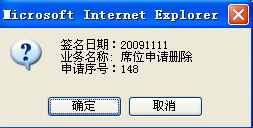 Microsoft Internet Explorer
签名日期：20091111
业务名称: 席位申请删除
申请序号：148
确定
取消